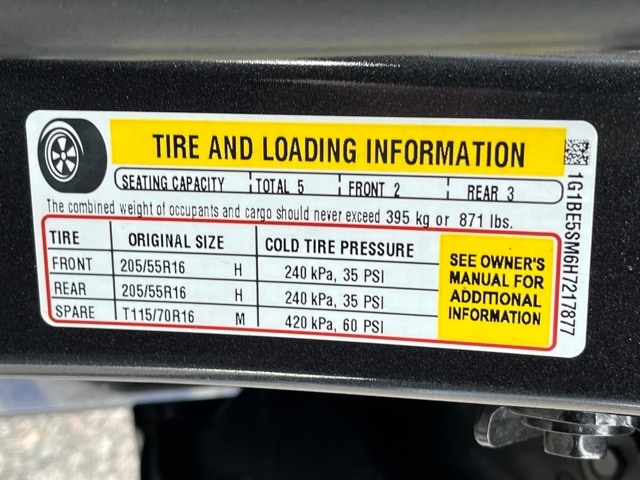 TIRE AND LOADING INFORMATION
SEATING CAPACITY TOTAL 5 FRONT 2 REAR 3
The combined weight of occupants and cargo should never exceed 395 kg or 871 lbs.
TIRE ORIGINAL SIZE COLD TIRE PRESSURE
FRONT 205/55R16 H 240 kPa, 35 PSI
REAR 205/55R16 H 240 kPa, 35 PSI
SPARE T115/70R16 M 420 kPa, 60 PSI
SEE OWNER'S
MANUAL FOR
ADDITIONAL
INFORMATION
1G1BE5SM6H7217877